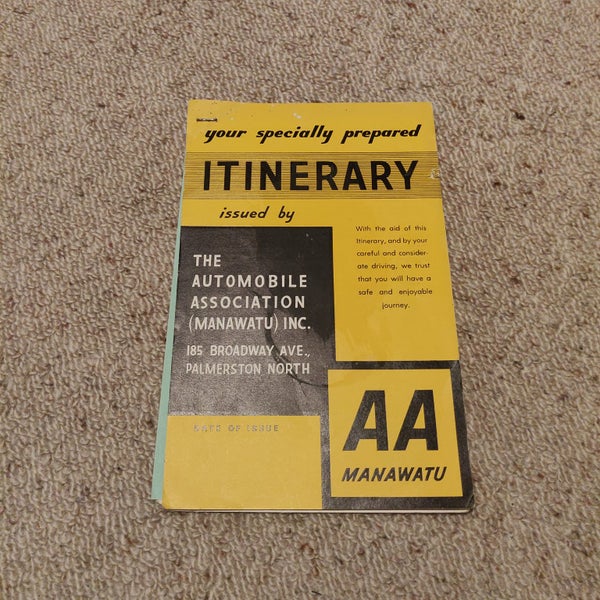 your specially prepared
ITINERARY
issued by
With the aid of this
Itinerary, and by your
careful and consider-
ate driving, we trust
that you will have a
safe and enjoyable
journey.
THE
AUTOMOBILE
ASSOCIATION
(MANAWATU) INC.
185 BROADWAY AVE.,
PALMERSTON NORTH
DATE OF ISSUE
AA
MANAWATU